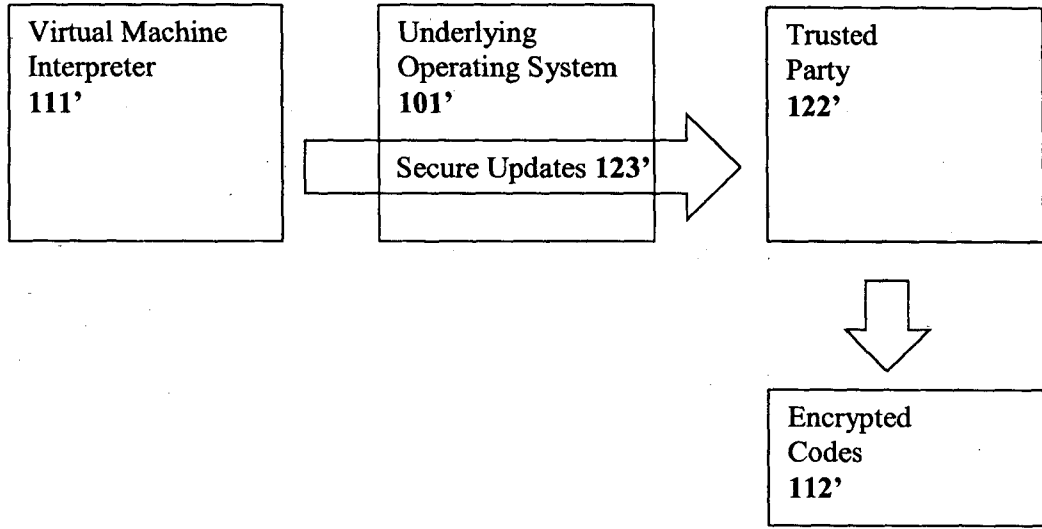 Virtual Machine
Interpreter
111’
Underlying
Operating System
101’
Secure Updates 123’
Trusted
Party
122’
Encrypted
Codes
112’